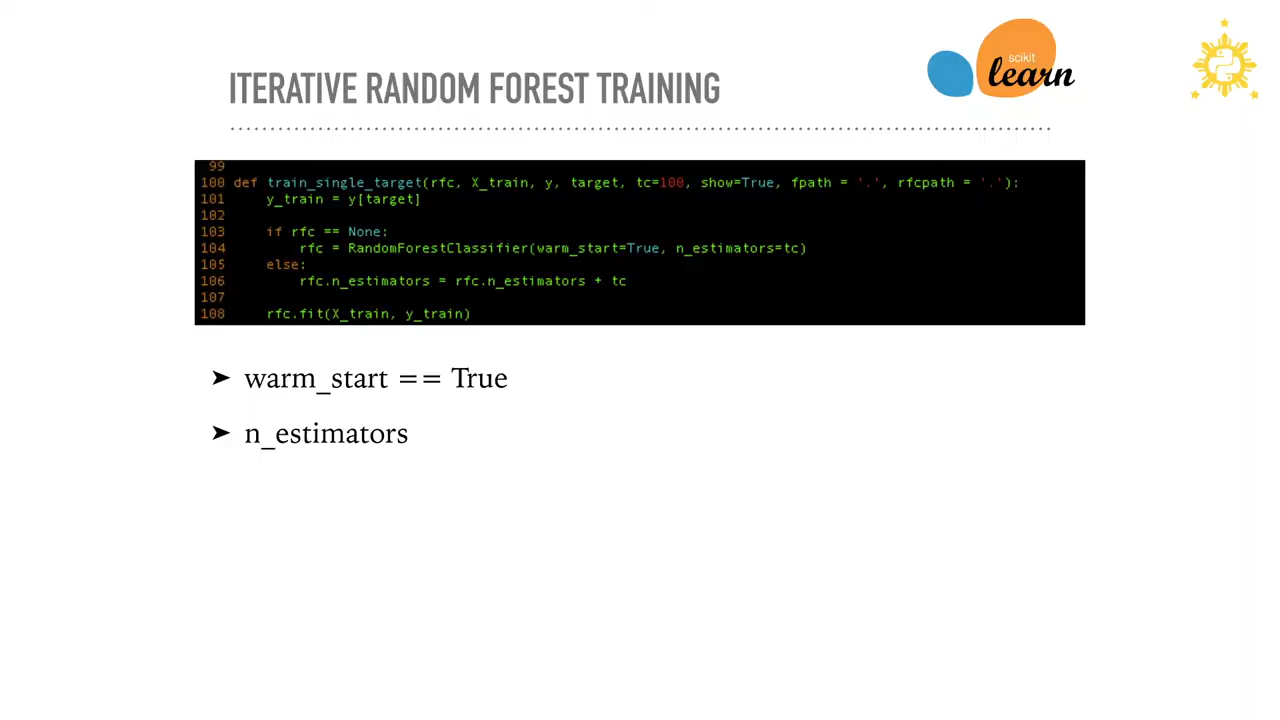 ITERATIVE RANDOM FOREST TRAINING
scikit
learn
99
100 def train_single_target(rfc, X_train, y, target, tc=100, show=True, fpath = '.', rfcpath = '.'):
101     y_train = y[target]
102
103     if rfc == None:
104         rfc = RandomForestClassifier(warm_start=True, n_estimators=tc)
105     else:
106         rfc.n_estimators = rfc.n_estimators + tc
107
108     rfc.fit(X_train, y_train)
➤ warm_start == True
➤ n_estimators